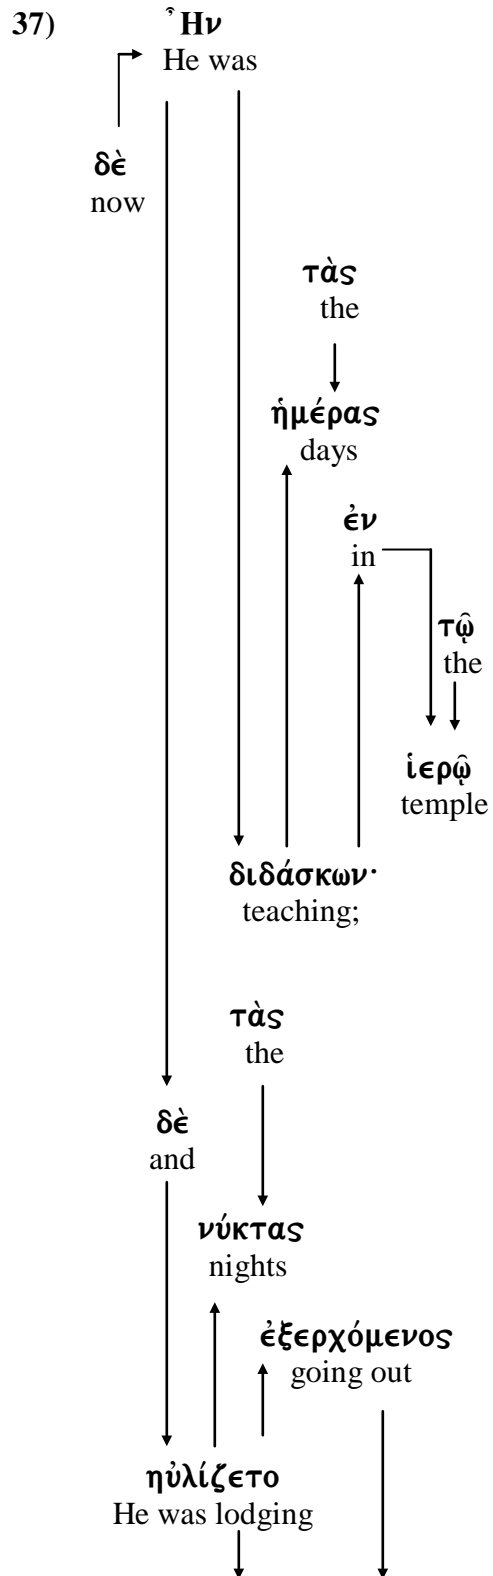 37) Ἦν
He was
δὲ
now
τὰς
the
ἡμέρας
days
ἐν
in
τῷ
the
ἱερῷ
temple
διδάσκων·
teaching;
τὰς
the
δὲ
and
νύκτας
nights
ἐξερχόμενος
going out
ηὐλίζετο
He was lodging